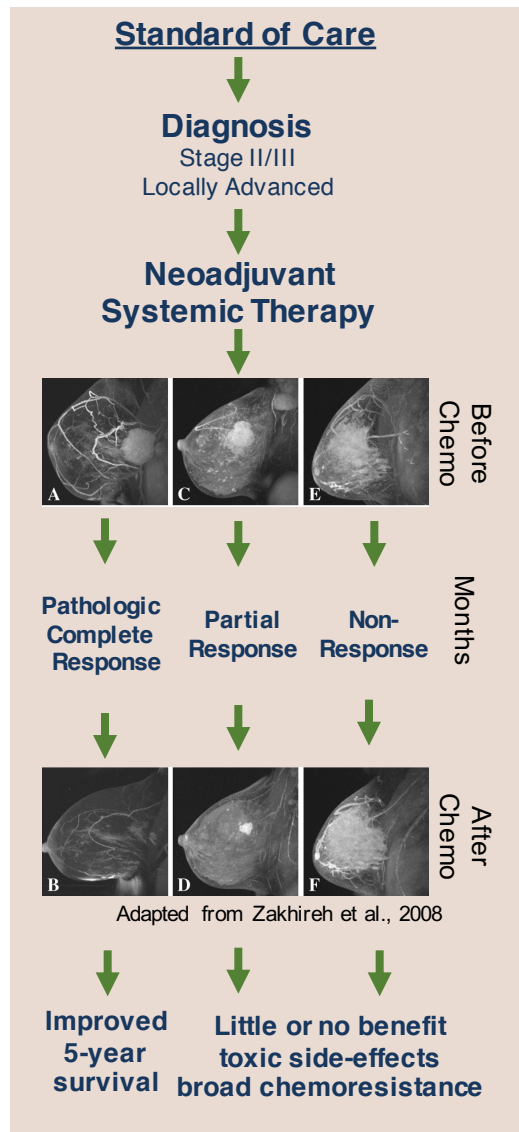 Standard of Care
Diagnosis
Stage II/III
Locally Advanced
Neoadjuvant
Systemic Therapy
A
C
E
Before
Chemo
Pathologic
Complete
Response
Partial
Response
Non-
Response
Months
B
D
F
After
Chemo
Adapted from Zakhireh et al., 2008
Improved
5-year
survival
Little or no benefit
toxic side-effects
broad chemoresistance